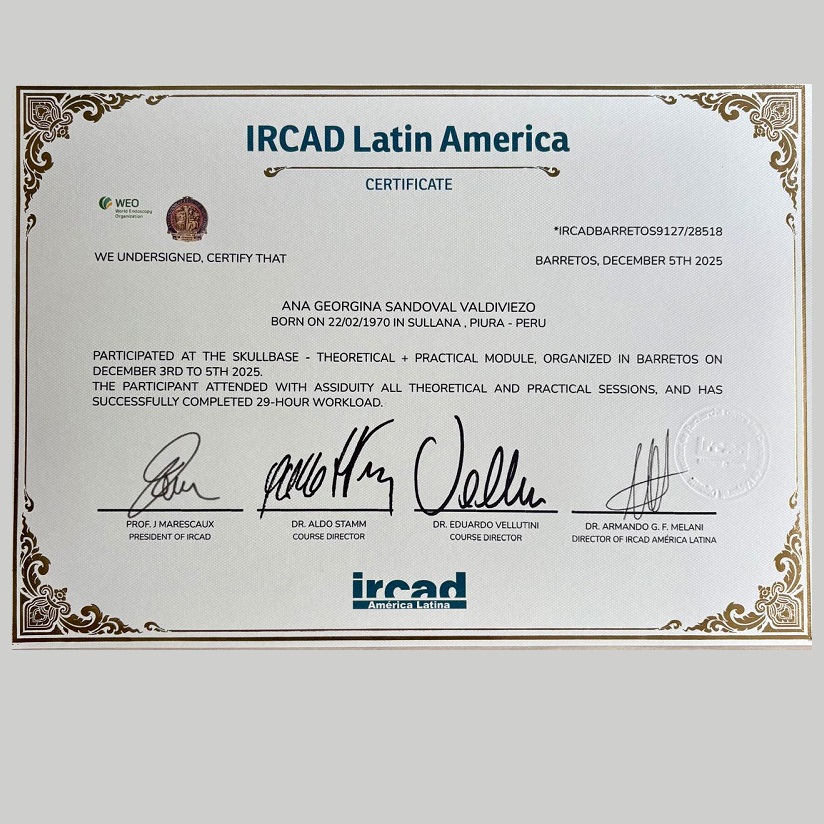 IRCAD Latin America
CERTIFICATE
WEO
World Endoscopy
Organization
*IRCADBARRETOS9127/28518
WE UNDERSIGNED, CERTIFY THAT
BARRETOS, DECEMBER 5TH 2025
ANA GEORGINA SANDOVAL VALDIVIEZO
BORN ON 22/02/1970 IN SULLANA , PIURA - PERU
PARTICIPATED AT THE SKULLBASE - THEORETICAL + PRACTICAL MODULE, ORGANIZED IN BARRETOS ON
DECEMBER 3RD TO 5TH 2025.
THE PARTICIPANT ATTENDED WITH ASSIDUITY ALL THEORETICAL AND PRACTICAL SESSIONS, AND HAS
SUCCESSFULLY COMPLETED 29-HOUR WORKLOAD.
PROF. J MARESCAUX
PRESIDENT OF IRCAD
DR. ALDO STAMM
COURSE DIRECTOR
DR. EDUARDO VELLUTINI
COURSE DIRECTOR
DR. ARMANDO G. F. MELANI
DIRECTOR OF IRCAD AMÉRICA LATINA
ircad
América Latina